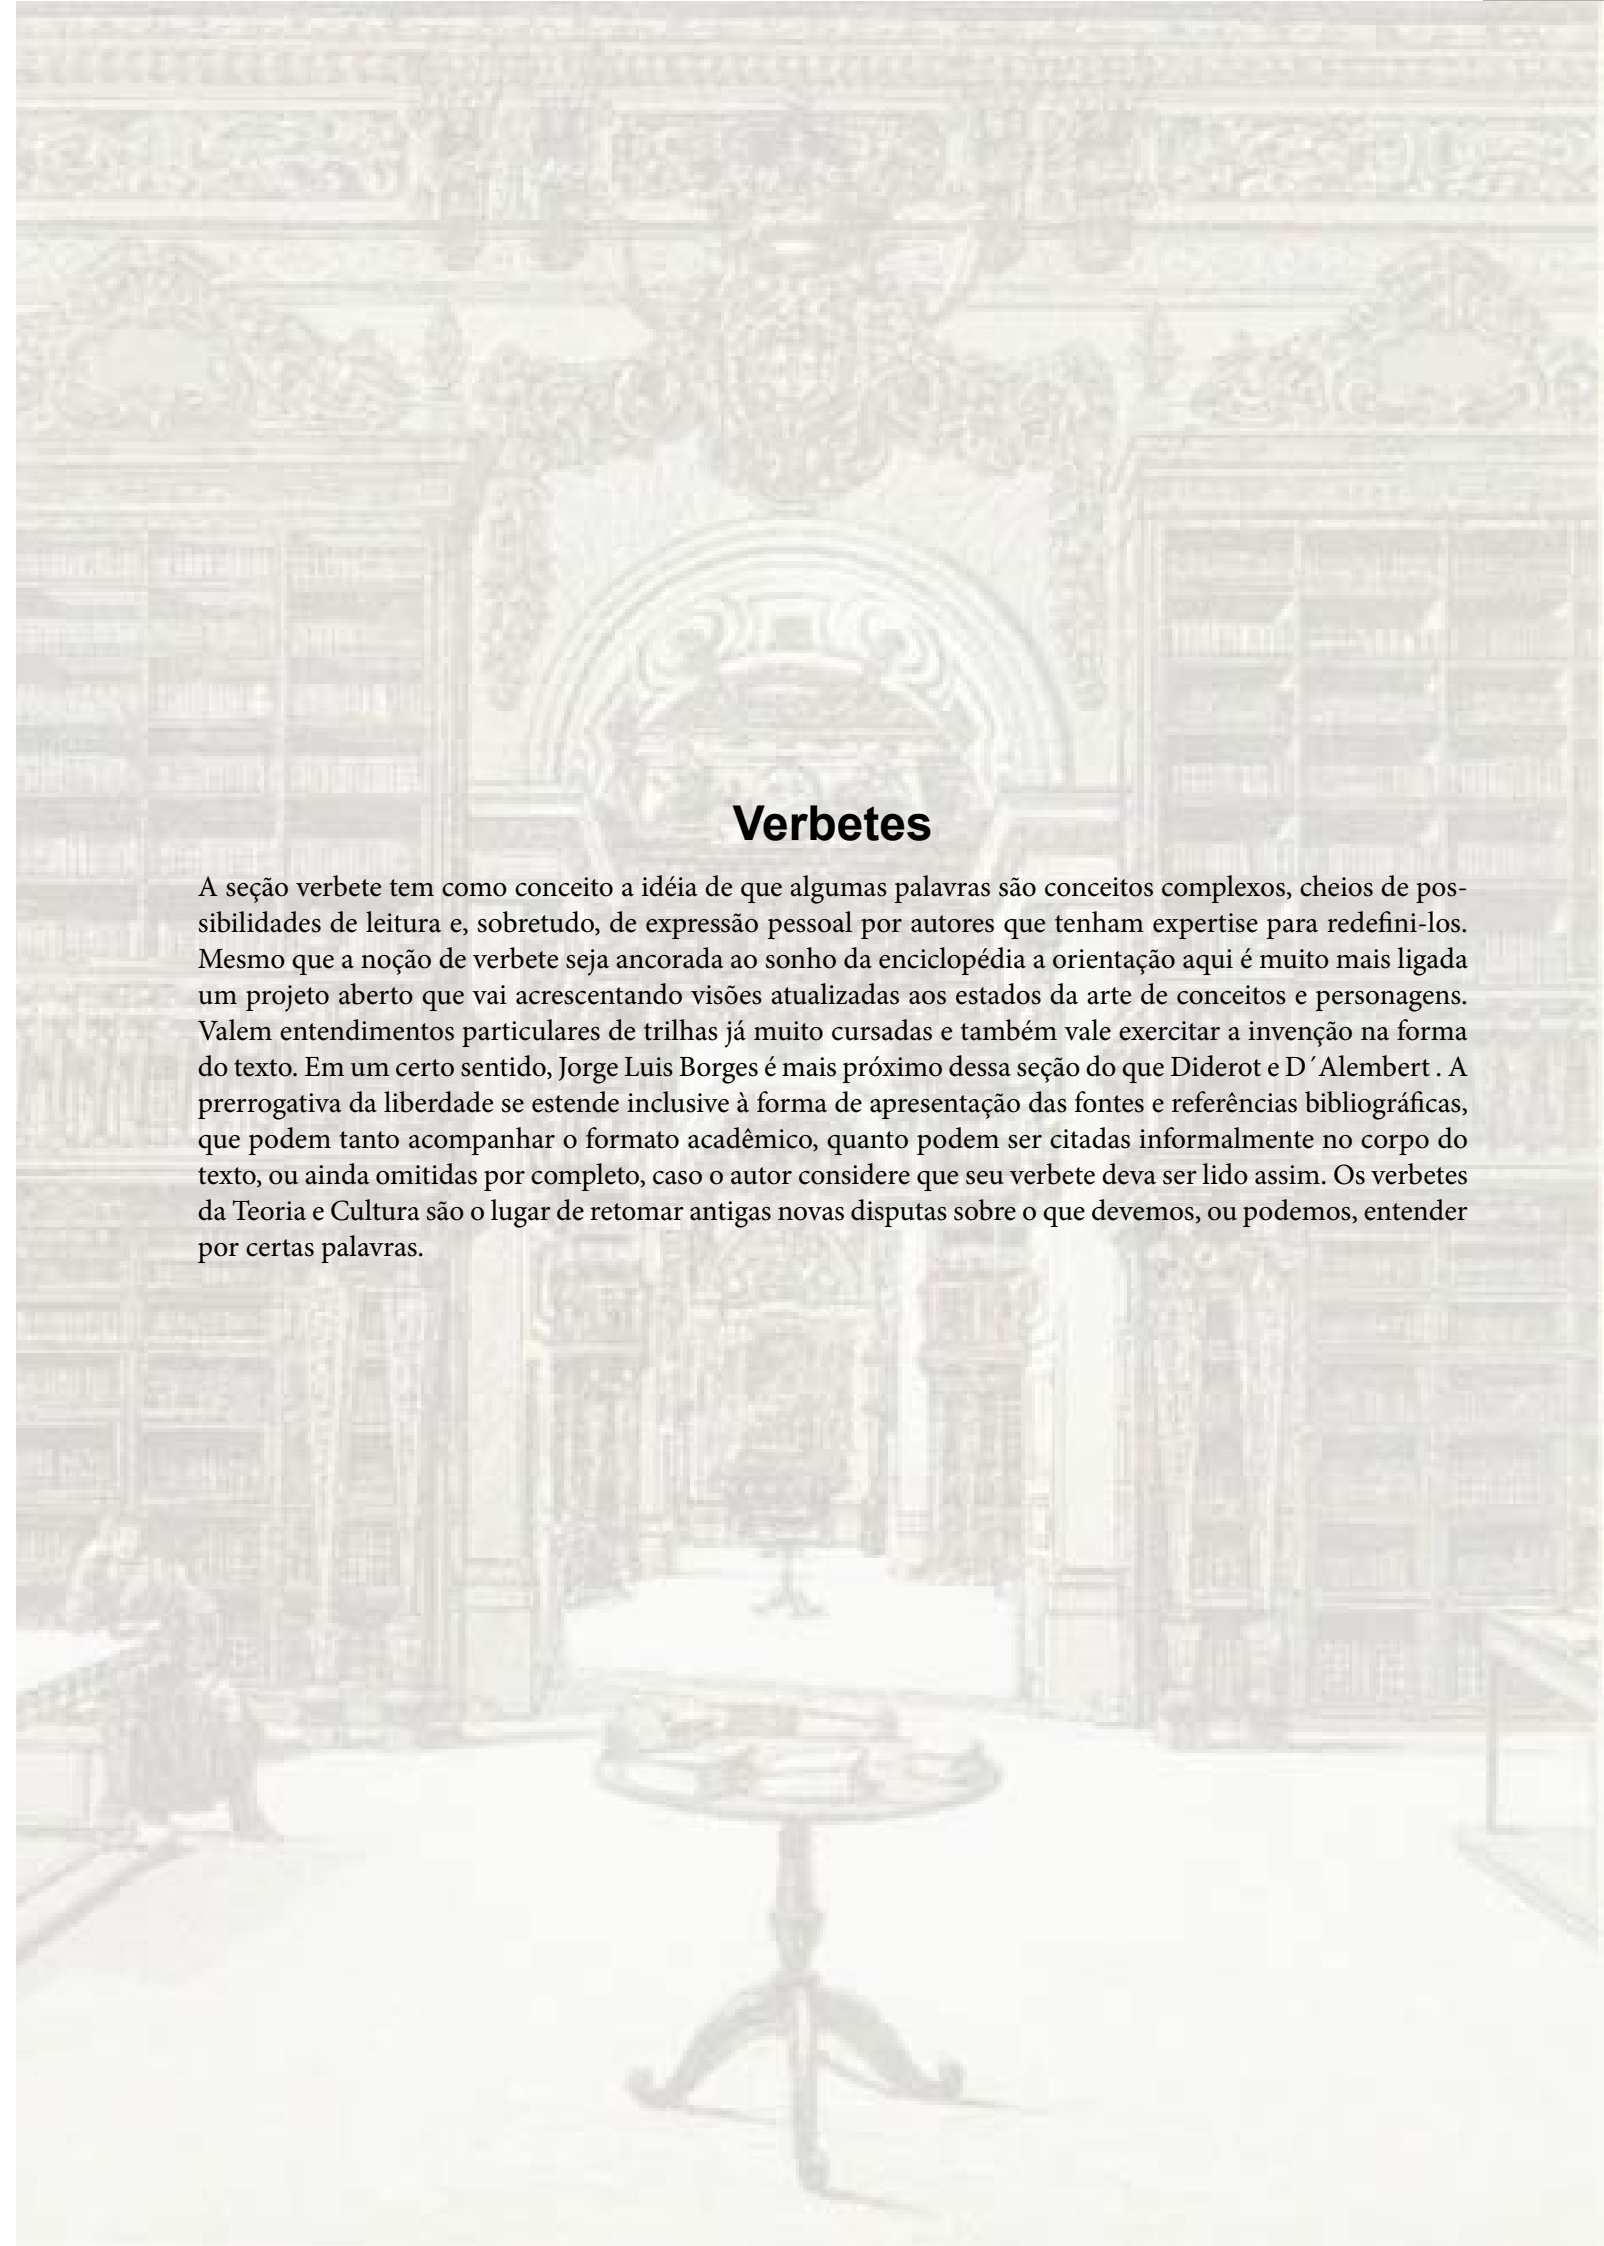 Verbetes
A seção verbete tem como conceito a idéia de que algumas palavras são conceitos complexos, cheios de pos-
sibilidades de leitura e, sobretudo, de expressão pessoal por autores que tenham expertise para redefini-los.
Mesmo que a noção de verbete seja ancorada ao sonho da enciclopédia a orientação aqui é muito mais ligada
um projeto aberto que vai acrescentando visões atualizadas aos estados da arte de conceitos e personagens.
Valem entendimentos particulares de trilhas já muito cursadas e também vale exercitar a invenção na forma
do texto. Em um certo sentido, Jorge Luis Borges é mais próximo dessa seção do que Diderot e D´Alembert . A
prerrogativa da liberdade se estende inclusive à forma de apresentação das fontes e referências bibliográficas,
que podem tanto acompanhar o formato acadêmico, quanto podem ser citadas informalmente no corpo do
texto, ou ainda omitidas por completo, caso o autor considere que seu verbete deva ser lido assim. Os verbetes
da Teoria e Cultura são o lugar de retomar antigas novas disputas sobre o que devemos, ou podemos, entender
por certas palavras.